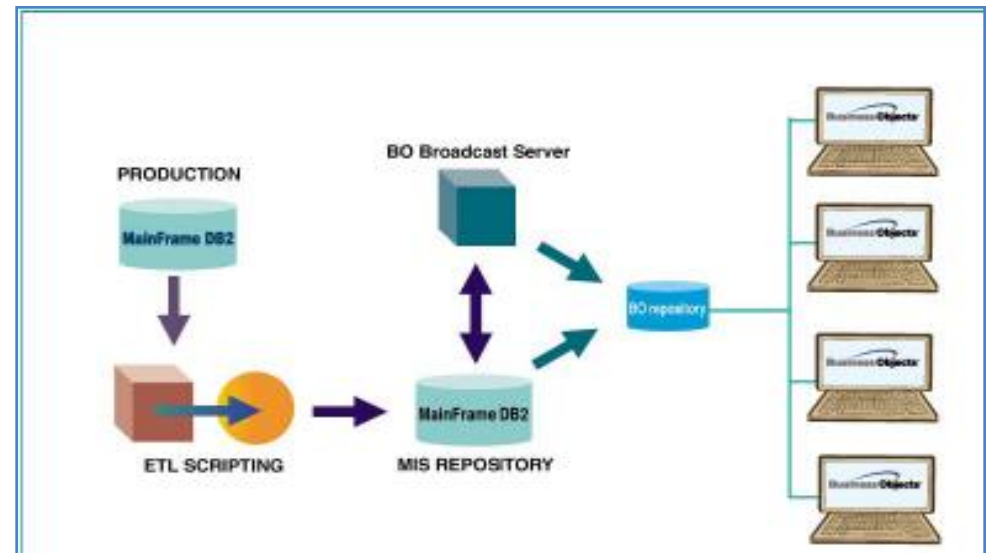 BO Broadcast Server
PRODUCTION
MainFrame DB2
BO repository
MainFrame DB2
ETL SCRIPTING
MIS REPOSITORY
BusinessObjects
BusinessObjects
BusinessObjects
BusinessObjects